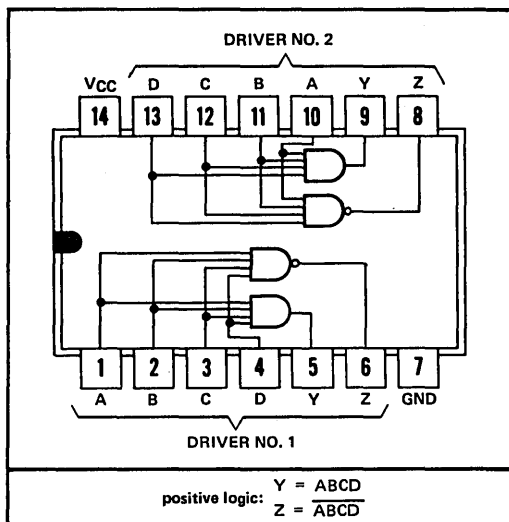 DRIVER NO. 2
VCC D C B A Y Z
14 13 12 11 10 9 8
1 2 3 4 5 6 7
A B C D Y Z GND
DRIVER NO. 1
positive logic: Y = ABCD
Z = \overline{ABCD}